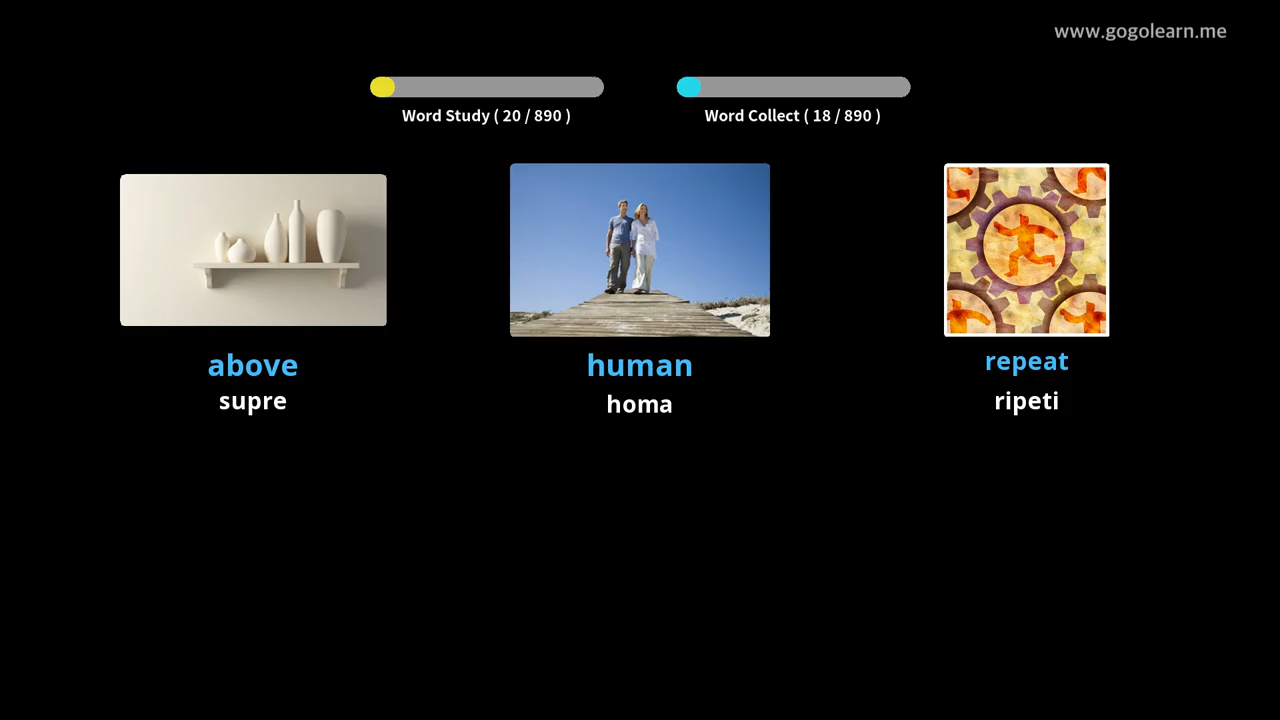 www.gogolearn.me
Word Study ( 20 / 890 )
Word Collect ( 18 / 890 )
above
supre
human
homa
repeat
ripeti